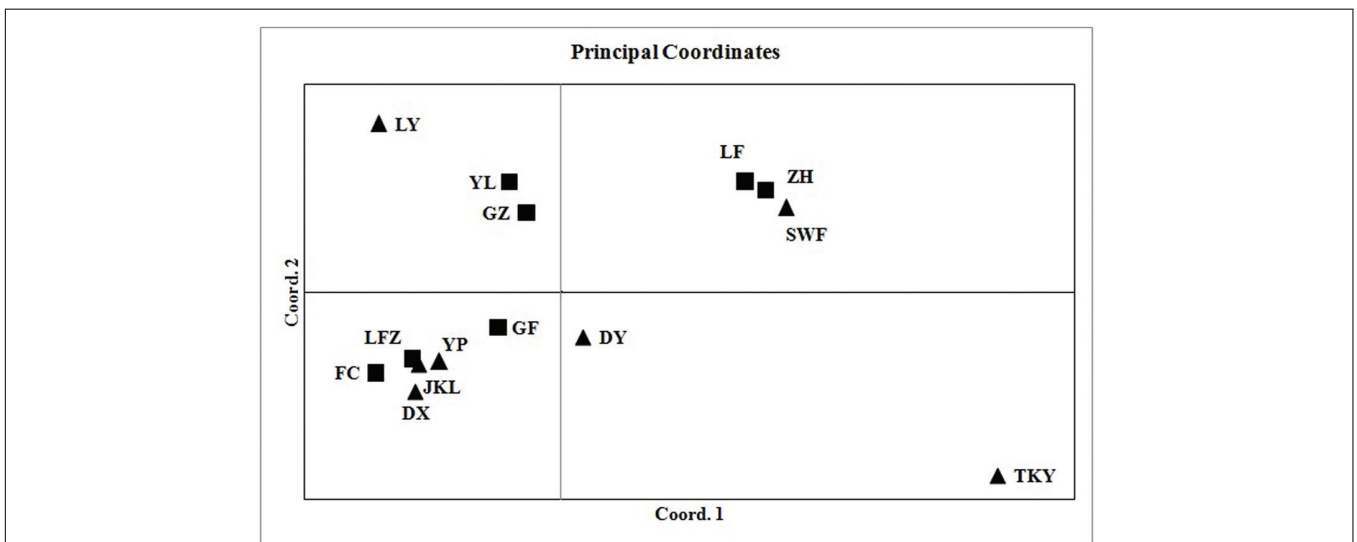 Principal Coordinates
LY
LF
YL
ZH
GZ
SWF
Coord. 2
GF
LFZ
YP
DY
FC
JKL
DX
TKY
Coord. 1